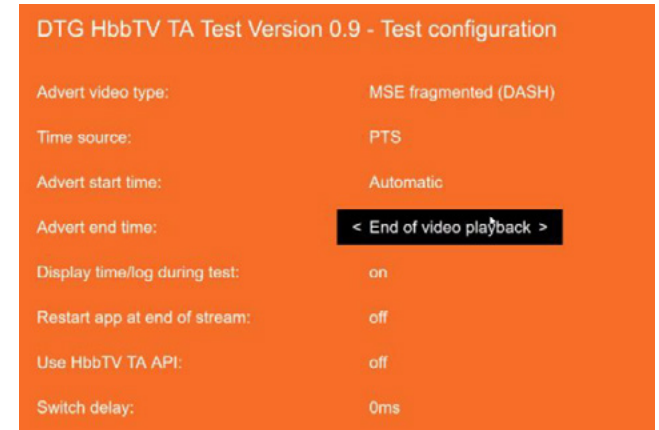 DTG HbbTV TA Test Version 0.9 - Test configuration
Advert video type: MSE fragmented (DASH)
Time source: PTS
Advert start time: Automatic
Advert end time: < End of video playback >
Display time/log during test: on
Restart app at end of stream: off
Use HbbTV TA API: off
Switch delay: 0ms